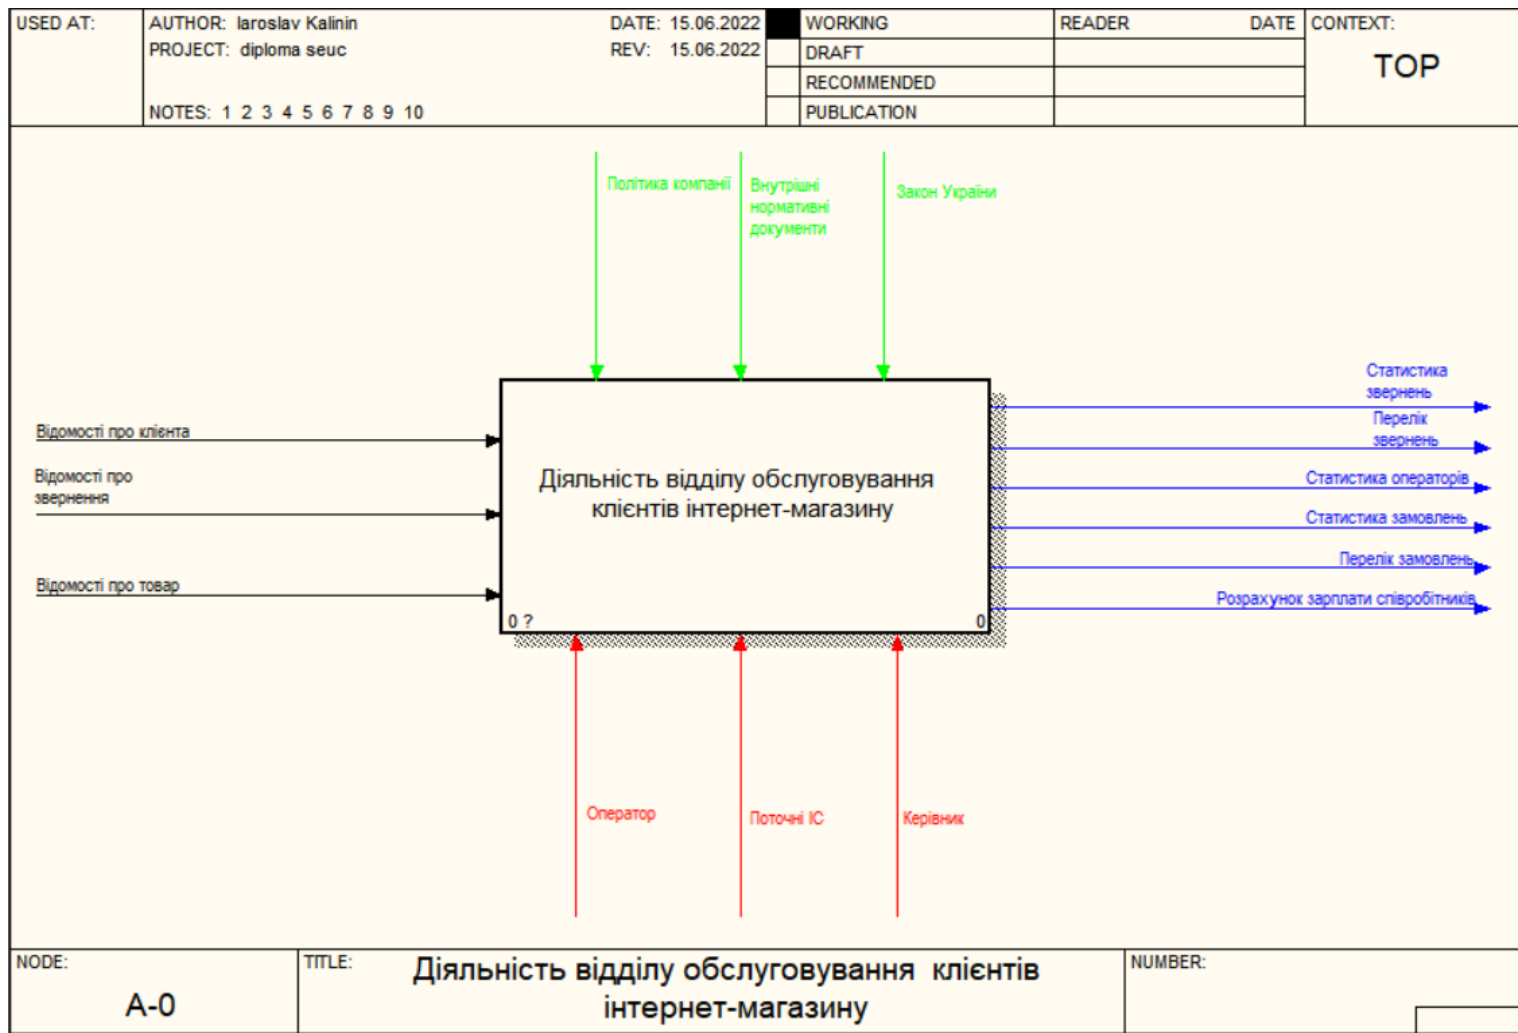 USED AT:
AUTHOR: Iaroslav Kalinin
DATE: 15.06.2022
PROJECT: diploma seuc
REV: 15.06.2022
NOTES: 1 2 3 4 5 6 7 8 9 10
WORKING
DRAFT
RECOMMENDED
PUBLICATION
READER DATE
CONTEXT:
TOP
Політика компанії
Внутрішні
нормативні
документи
Закон України
Відомості про клієнта
Відомості про
звернення
Відомості про товар
Діяльність відділу обслуговування
клієнтів інтернет-магазину
0 ?
0
Статистика
звернень
Перелік
звернень
Статистика операторів
Статистика замовлень
Перелік замовлень
Розрахунок зарплати співробітників
Оператор
Поточні ІС
Керівник
NODE:
A-0
TITLE:
Діяльність відділу обслуговування клієнтів
інтернет-магазину
NUMBER: